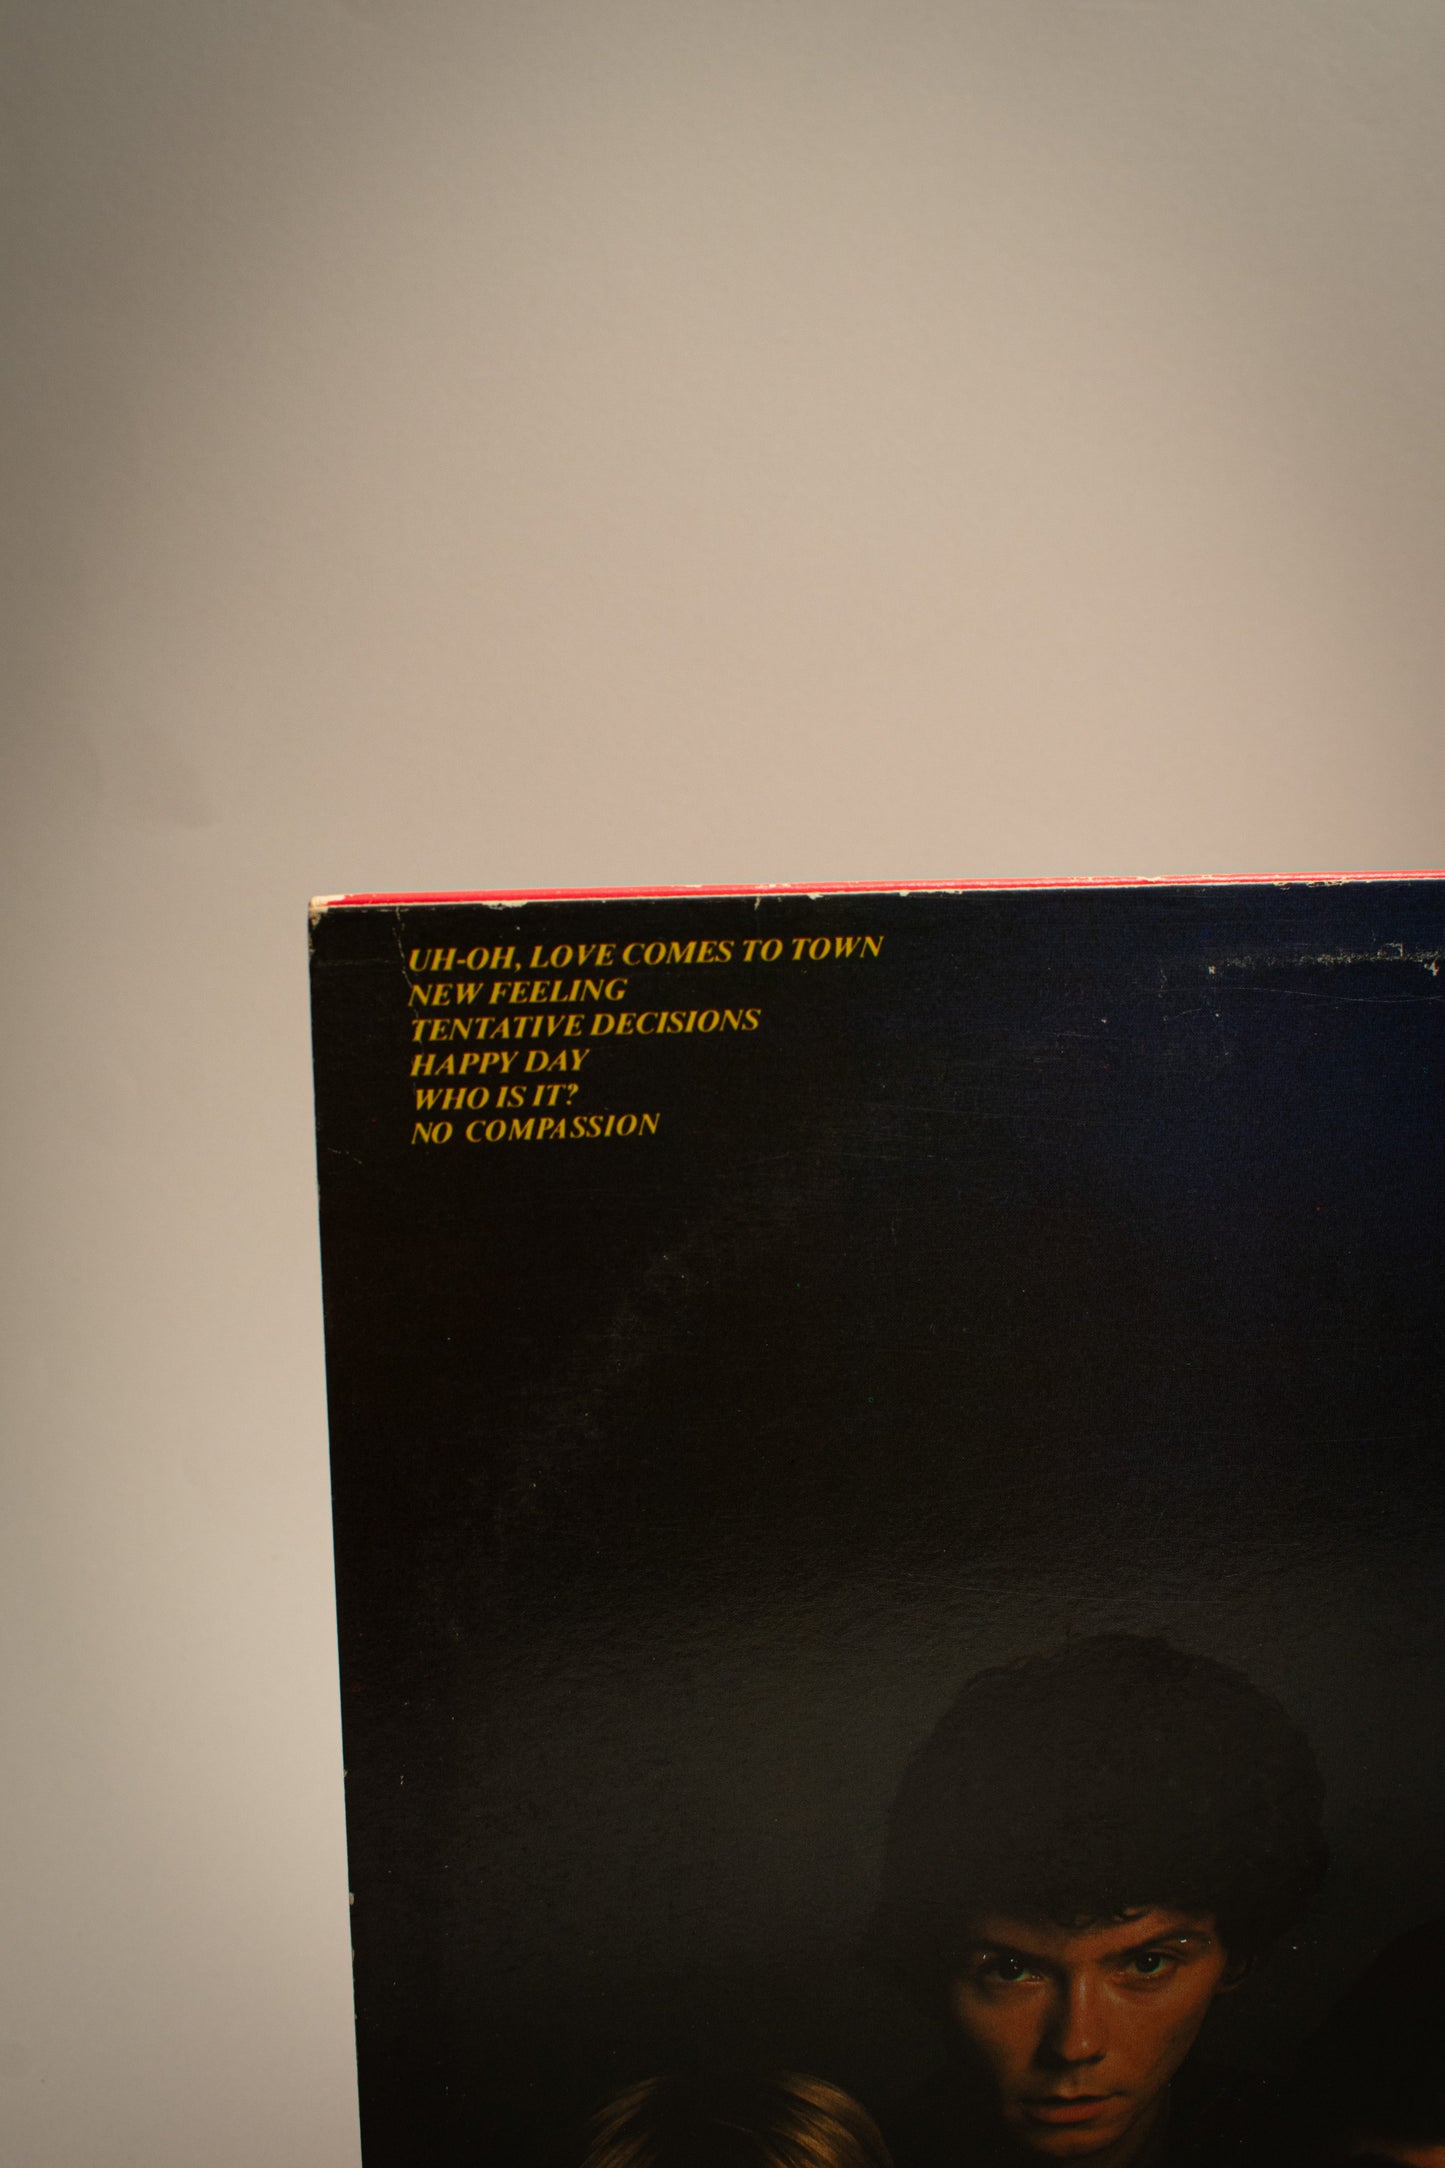 UH-OH, LOVE COMES TO TOWN
NEW FEELING
TENTATIVE DECISIONS
HAPPY DAY
WHO IS IT?
NO COMPASSION